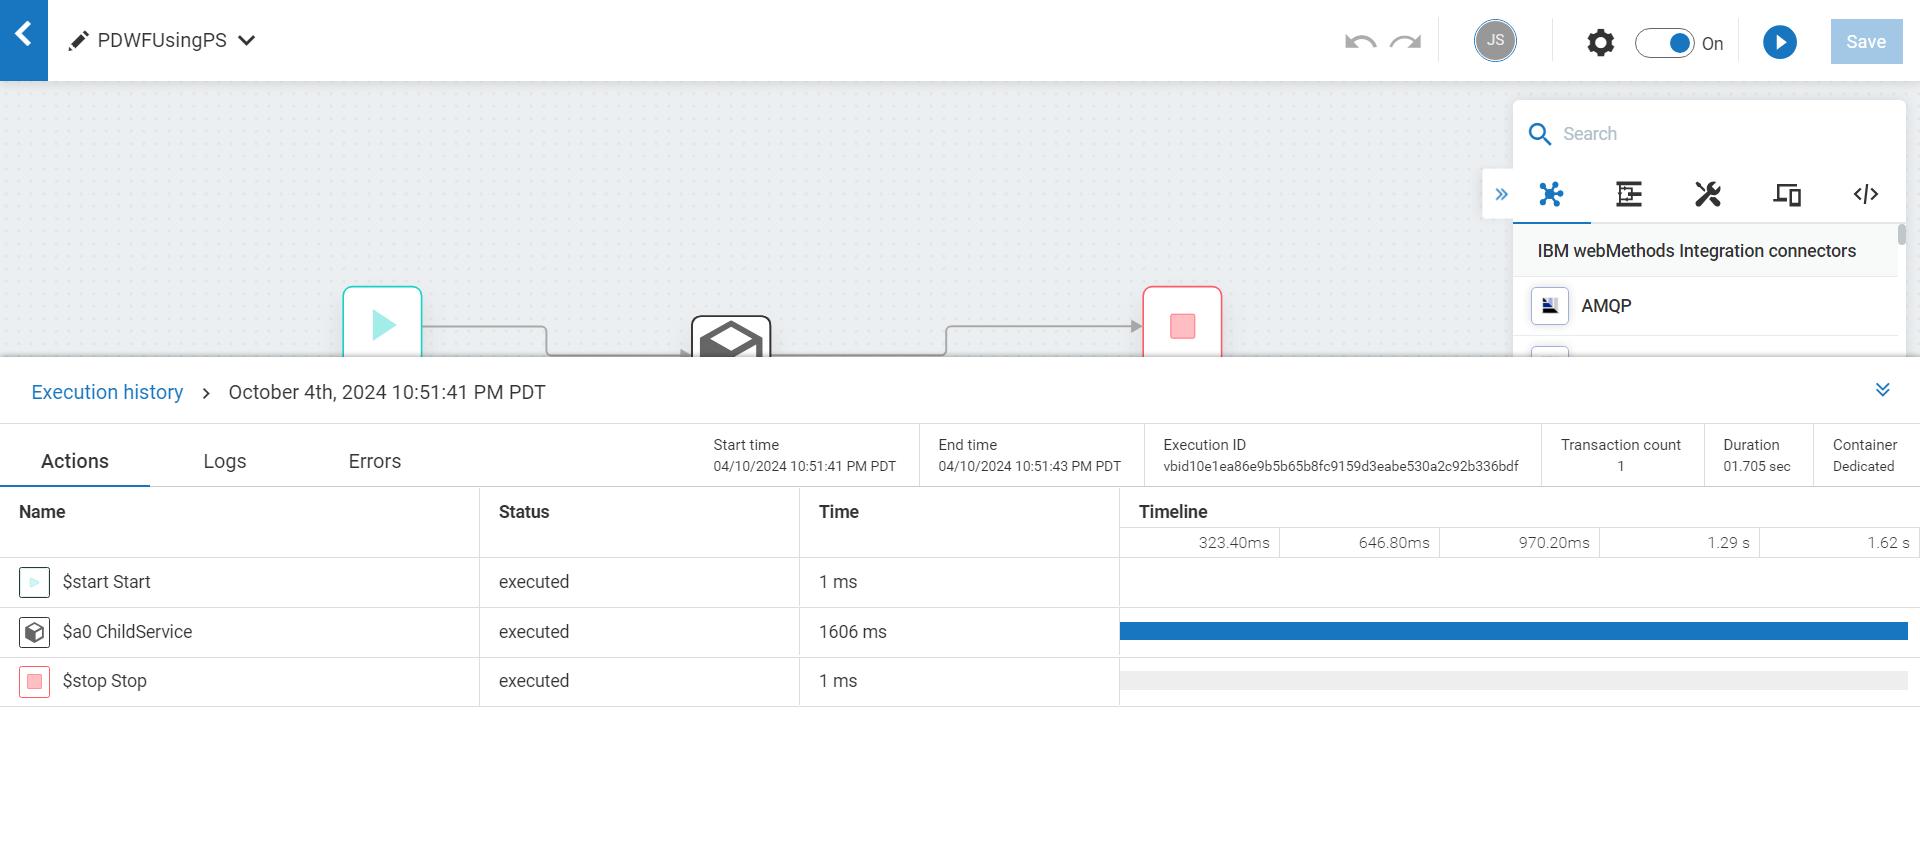 PDWFUsingPS
JS
On
Save
Search
IBM webMethods Integration connectors
AMQP
Execution history > October 4th, 2024 10:51:41 PM PDT
Actions Logs Errors
Start time
04/10/2024 10:51:41 PM PDT
End time
04/10/2024 10:51:43 PM PDT
Execution ID
vbid10e1ea86e9b5b65b8fc9159d3eabe530a2c92b336bdf
Transaction count
1
Duration
01.705 sec
Container
Dedicated
Name Status Time Timeline
323.40ms 646.80ms 970.20ms 1.29 s 1.62 s
$start Start executed 1 ms
$a0 ChildService executed 1606 ms
$stop Stop executed 1 ms